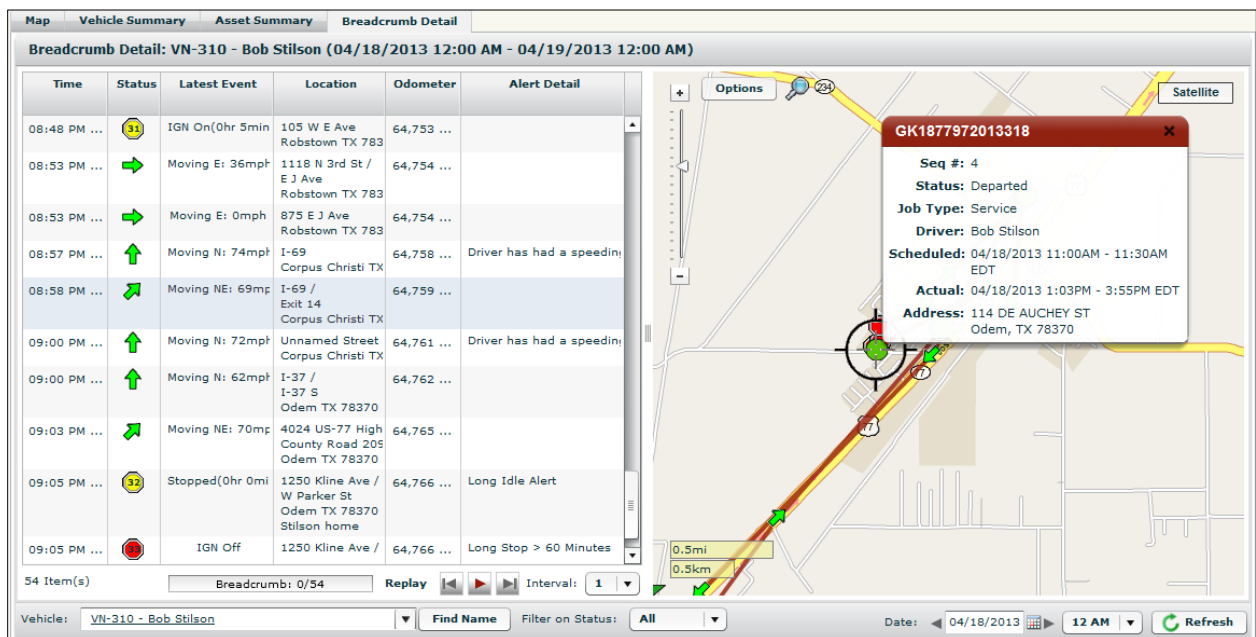 Map Vehicle Summary Asset Summary Breadcrumb Detail
Breadcrumb Detail: VN-310 - Bob Stilson (04/18/2013 12:00 AM - 04/19/2013 12:00 AM)
Time Status Latest Event Location Odometer Alert Detail
08:48 PM ... 31 IGN On(0hr 5min 105 W E Ave 64,753 ...
Robstown TX 783
08:53 PM ... Moving E: 36mph 1118 N 3rd St / 64,754 ...
E J Ave
Robstown TX 783
08:53 PM ... Moving E: 0mph 875 E J Ave 64,754 ...
Robstown TX 783
08:57 PM ... Moving N: 74mph I-69 64,758 ... Driver has had a speeding
Corpus Christi TX
08:58 PM ... Moving NE: 69mp I-69 / 64,759 ...
Exit 14
Corpus Christi TX
09:00 PM ... Moving N: 72mph Unnamed Street 64,761 ... Driver has had a speeding
Corpus Christi TX
09:00 PM ... Moving N: 62mph I-37 / 64,762 ...
I-37 S
Odem TX 78370
09:03 PM ... Moving NE: 70mp 4024 US-77 High 64,765 ...
County Road 209
Odem TX 78370
09:05 PM ... 32 Stopped(0hr 0mi 1250 Kline Ave / 64,766 ... Long Idle Alert
W Parker St
Odem TX 78370
Stilson home
09:05 PM ... 33 IGN Off 1250 Kline Ave / 64,766 ... Long Stop > 60 Minutes
54 Item(s) Breadcrumb: 0/54 Replay Interval: 1
+ Options 234 Satellite
GK1877972013318 ×
Seq #: 4
Status: Departed
Job Type: Service
Driver: Bob Stilson
Scheduled: 04/18/2013 11:00AM - 11:30AM
EDT
Actual: 04/18/2013 1:03PM - 3:55PM EDT
Address: 114 DE AUCHEY ST
Odem, TX 78370
-
77
77
0.5mi
0.5km
Vehicle: VN-310 - Bob Stilson Find Name Filter on Status: All Date: 04/18/2013 12 AM Refresh